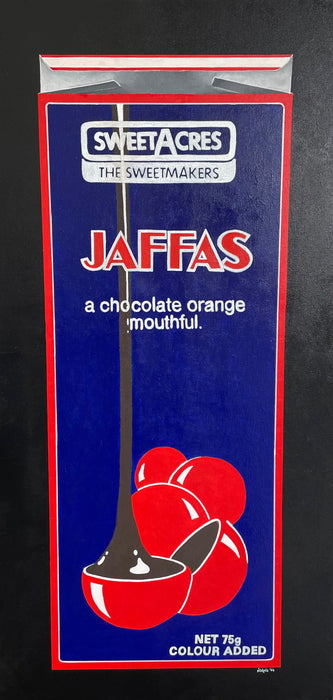 SWEETACRES
THE SWEETMAKERS
JAFFAS
a chocolate orange
mouthful.
NET 75g
COLOUR ADDED